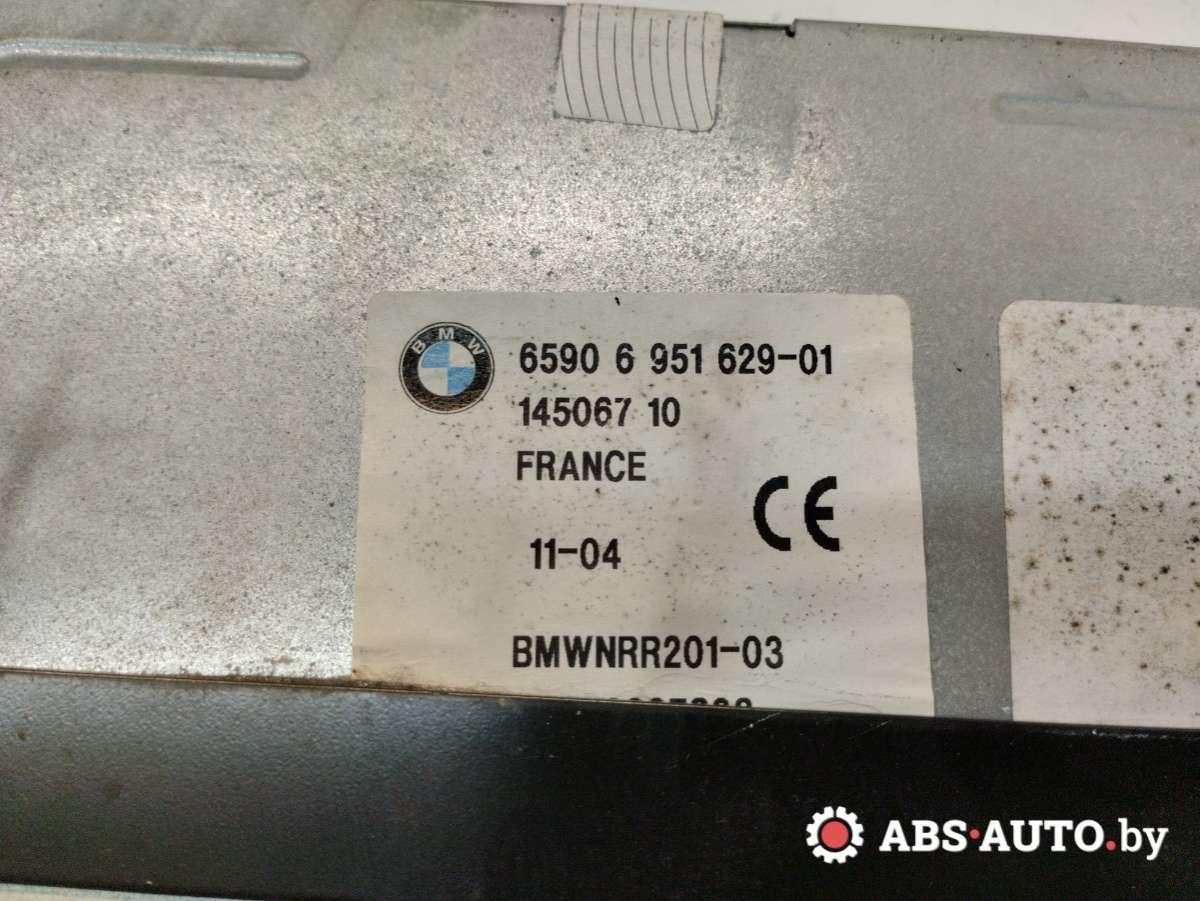 BMW
6590 6 951 629-01
145067 10
FRANCE
CE
11-04
BMWNRR201-03
ABS·AUTO.by